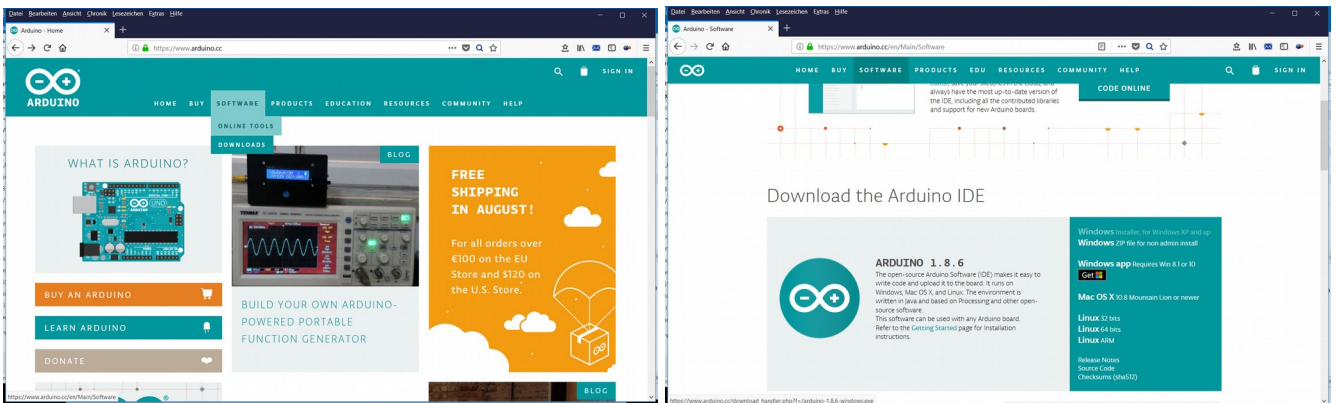 Datei Bearbeiten Ansicht Chronik Lesezeichen Extras Hilfe
Arduino - Home
https://www.arduino.cc
SIGN IN
ARDUINO
HOME BUY SOFTWARE PRODUCTS EDUCATION RESOURCES COMMUNITY HELP
ONLINE TOOLS
DOWNLOADS
WHAT IS ARDUINO?
UNO
BUY AN ARDUINO
LEARN ARDUINO
DONATE
BLOG
BUILD YOUR OWN ARDUINO-
POWERED PORTABLE
FUNCTION GENERATOR
FREE
SHIPPING
IN AUGUST!
For all orders over
€100 on the EU
Store and $120 on
the U.S. Store.
BLOG
https://www.arduino.cc/en/Main/Software
Datei Bearbeiten Ansicht Chronik Lesezeichen Extras Hilfe
Arduino - Software
https://www.arduino.cc/en/Main/Software
HOME BUY SOFTWARE PRODUCTS EDU RESOURCES COMMUNITY HELP
SIGN IN
always have the most up-to-date version of
the IDE, including all the contributed libraries
and support for new Arduino boards.
CODE ONLINE
Download the Arduino IDE
ARDUINO 1.8.6
The open-source Arduino Software (IDE) makes it easy to
write code and upload it to the board. It runs on
Windows, Mac OS X, and Linux. The environment is
written in Java and based on Processing and other open-
source software.
This software can be used with any Arduino board.
Refer to the Getting Started page for Installation
instructions.
Windows Installer, for Windows XP and up
Windows ZIP file for non admin install
Windows app Requires Win 8.1 or 10
Get
Mac OS X 10.8 Mountain Lion or newer
Linux 32 bits
Linux 64 bits
Linux ARM
Release Notes
Source Code
Checksums (sha512)
https://www.arduino.cc/download_handler.php?f=/arduino-1.8.6-windows.exe